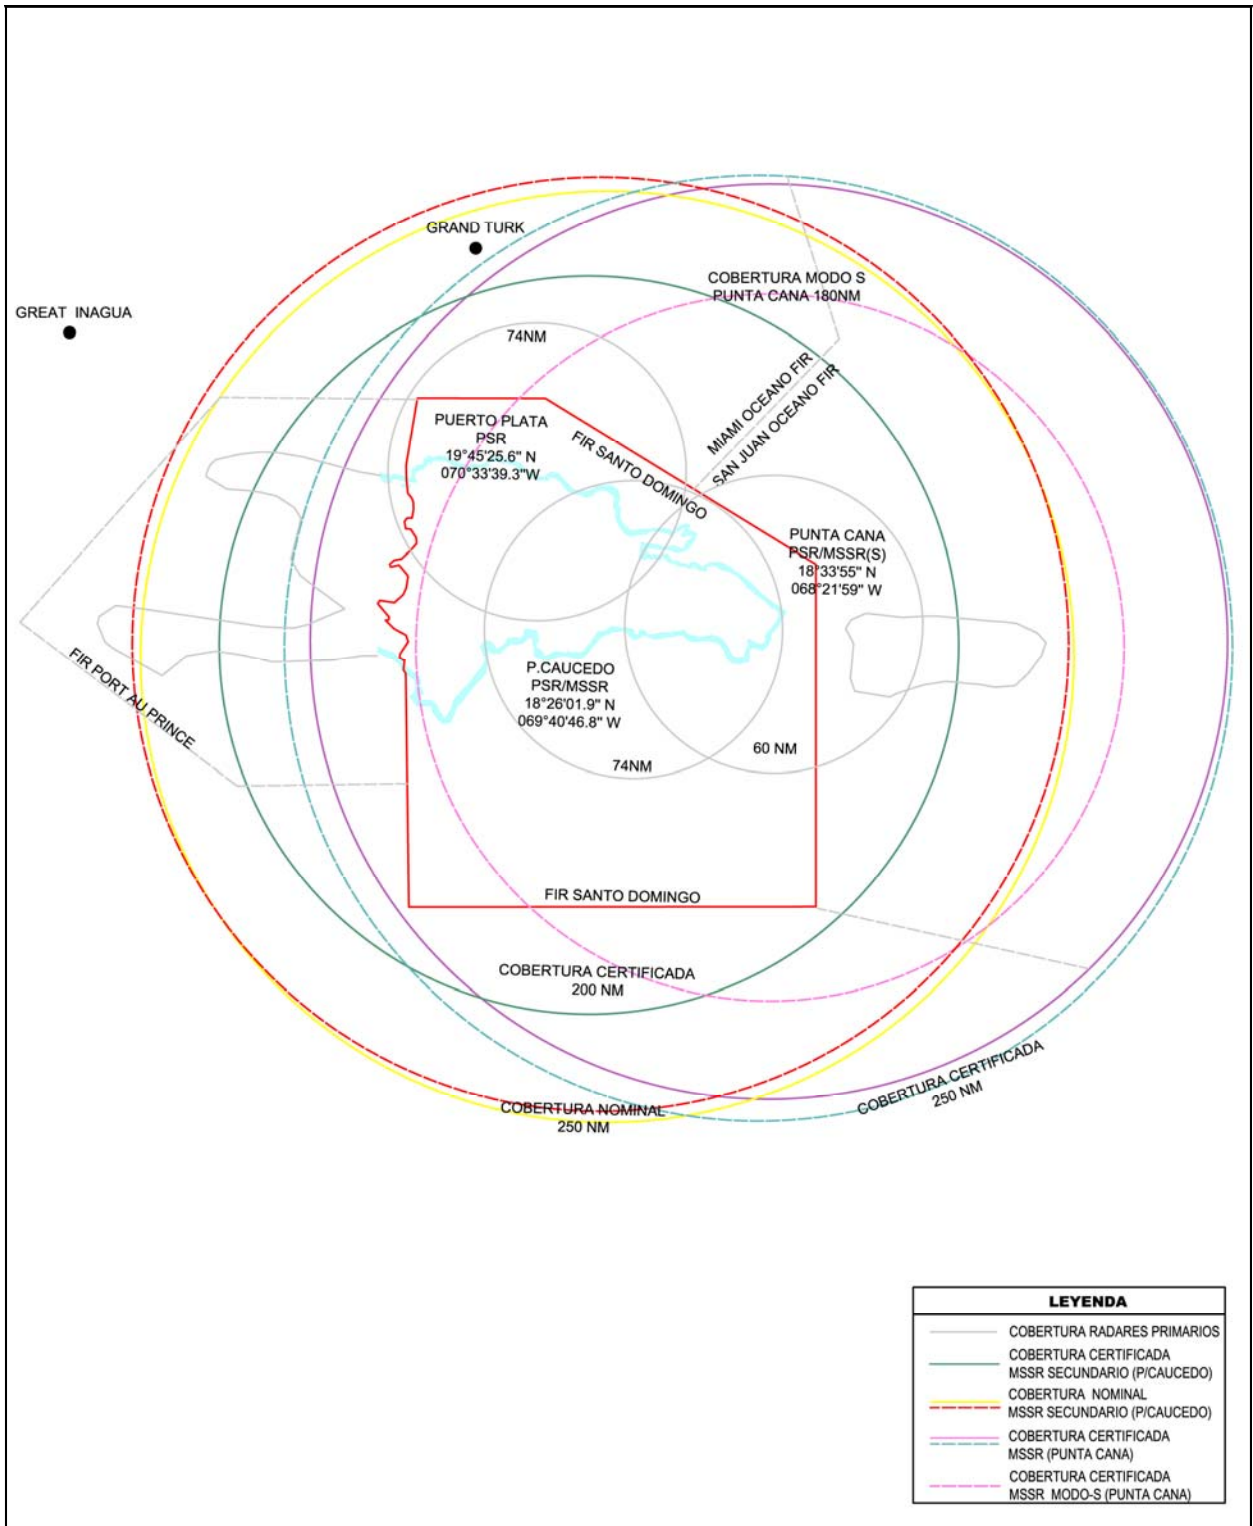 GRAND TURK
GREAT INAGUA
COBERTURA MODO S
PUNTA CANA 180NM
74NM
MIAMI OCEANO FIR
SAN JUAN OCEANO FIR
PUERTO PLATA
PSR
19°45'25.6" N
070°33'39.3"W
FIR SANTO DOMINGO
PUNTA CANA
PSR/MSSR(S)
18°33'55" N
068°21'59" W
FIR PORT AU PRINCE
P.CAUCEDO
PSR/MSSR
18°26'01.9" N
069°40'46.8" W
60 NM
74NM
FIR SANTO DOMINGO
COBERTURA CERTIFICADA
200 NM
COBERTURA CERTIFICADA
250 NM
COBERTURA NOMINAL
250 NM
LEYENDA
COBERTURA RADARES PRIMARIOS
COBERTURA CERTIFICADA
MSSR SECUNDARIO (P/CAUCEDO)
COBERTURA NOMINAL
MSSR SECUNDARIO (P/CAUCEDO)
COBERTURA CERTIFICADA
MSSR (PUNTA CANA)
COBERTURA CERTIFICADA
MSSR MODO-S (PUNTA CANA)